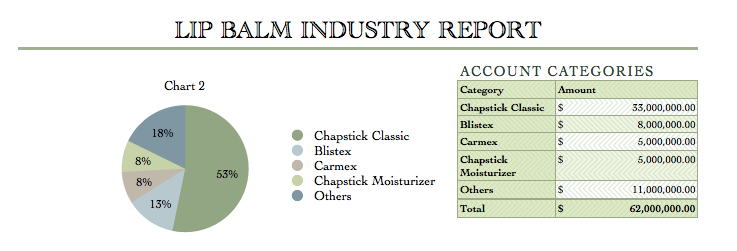 LIP BALM INDUSTRY REPORT
Chart 2
18%
8%
8%
13%
53%
Chapstick Classic
Blistex
Carmex
Chapstick Moisturizer
Others
ACCOUNT CATEGORIES
Category Amount
Chapstick Classic $ 33,000,000.00
Blistex $ 8,000,000.00
Carmex $ 5,000,000.00
Chapstick $ 5,000,000.00
Moisturizer
Others $ 11,000,000.00
Total $ 62,000,000.00